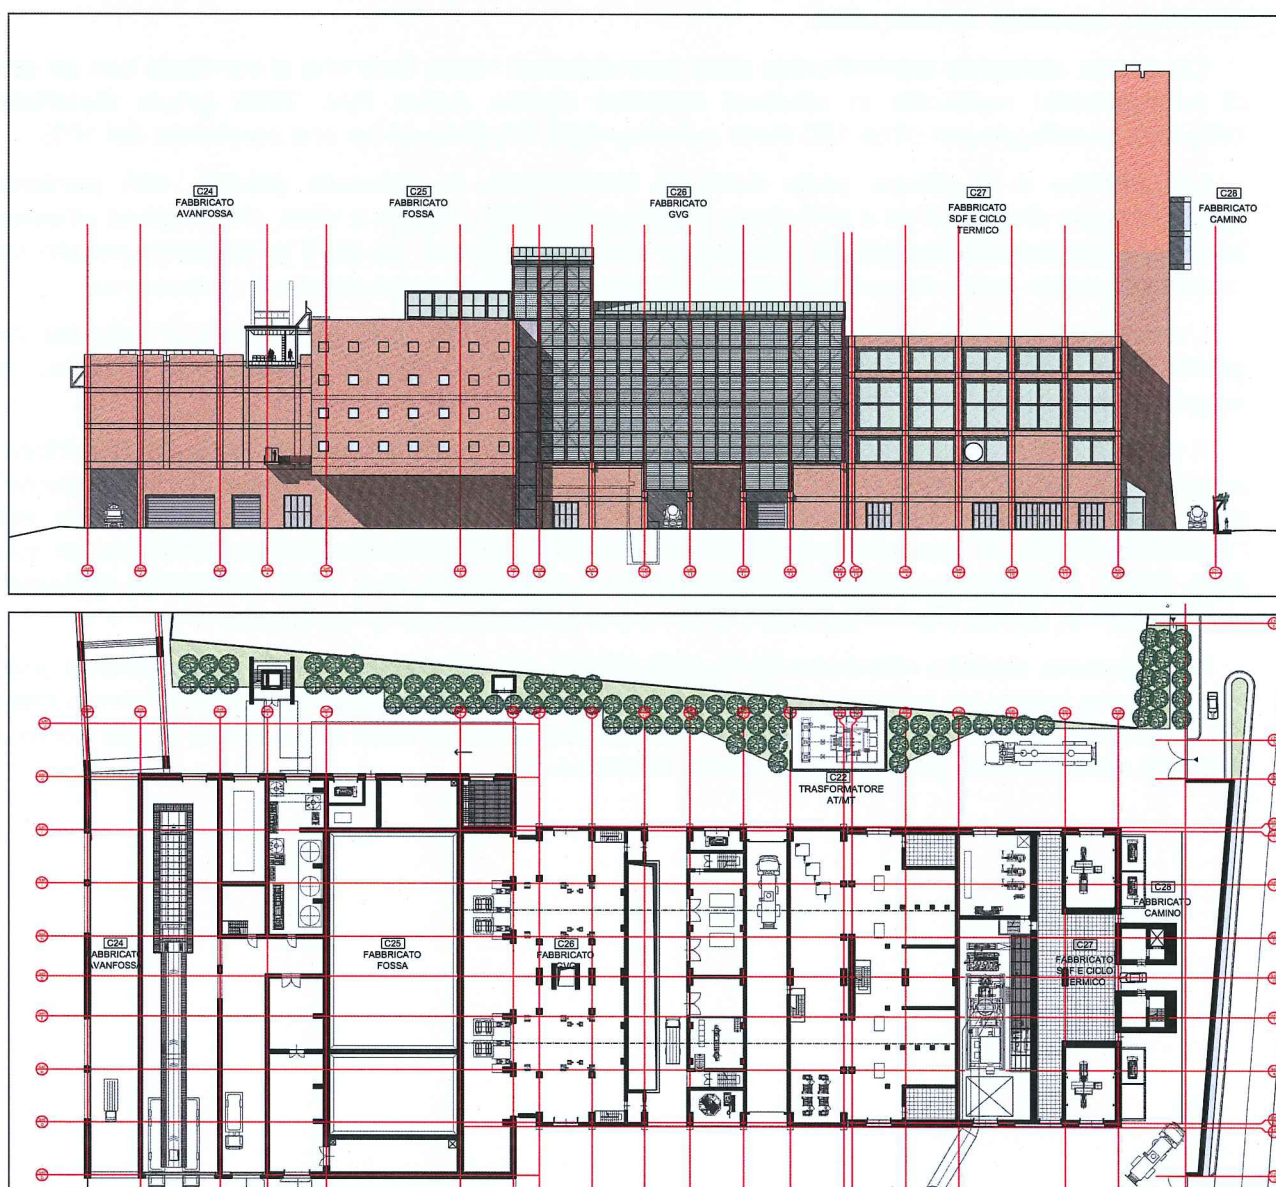 C24
FABBRICATO
AVANFOSSA
C25
FABBRICATO
FOSSA
C26
FABBRICATO
GVG
C27
FABBRICATO
SDF E CICLO
TERMICO
C28
FABBRICATO
CAMINO
C22
TRASFORMATORE
AT/MT
C24
FABBRICATO
AVANFOSSA
C25
FABBRICATO
FOSSA
C26
FABBRICATO
GVG
C27
FABBRICATO
SDF E CICLO
TERMICO
C28
FABBRICATO
CAMINO